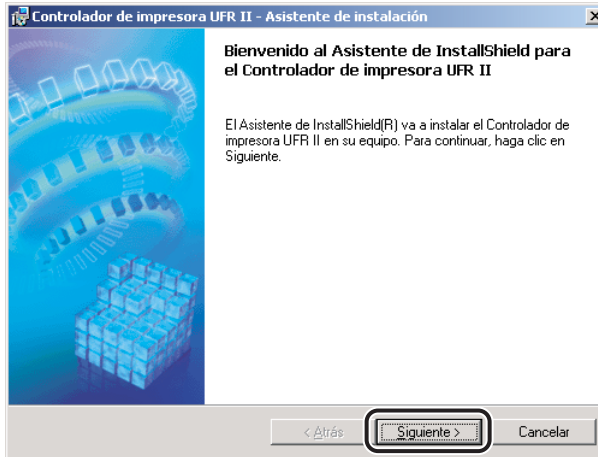 Controlador de impresora UFR II - Asistente de instalación
Bienvenido al Asistente de InstallShield para
el Controlador de impresora UFR II
El Asistente de InstallShield(R) va a instalar el Controlador de
impresora UFR II en su equipo. Para continuar, haga clic en
Siguiente.
< Atrás
Siguiente >
Cancelar